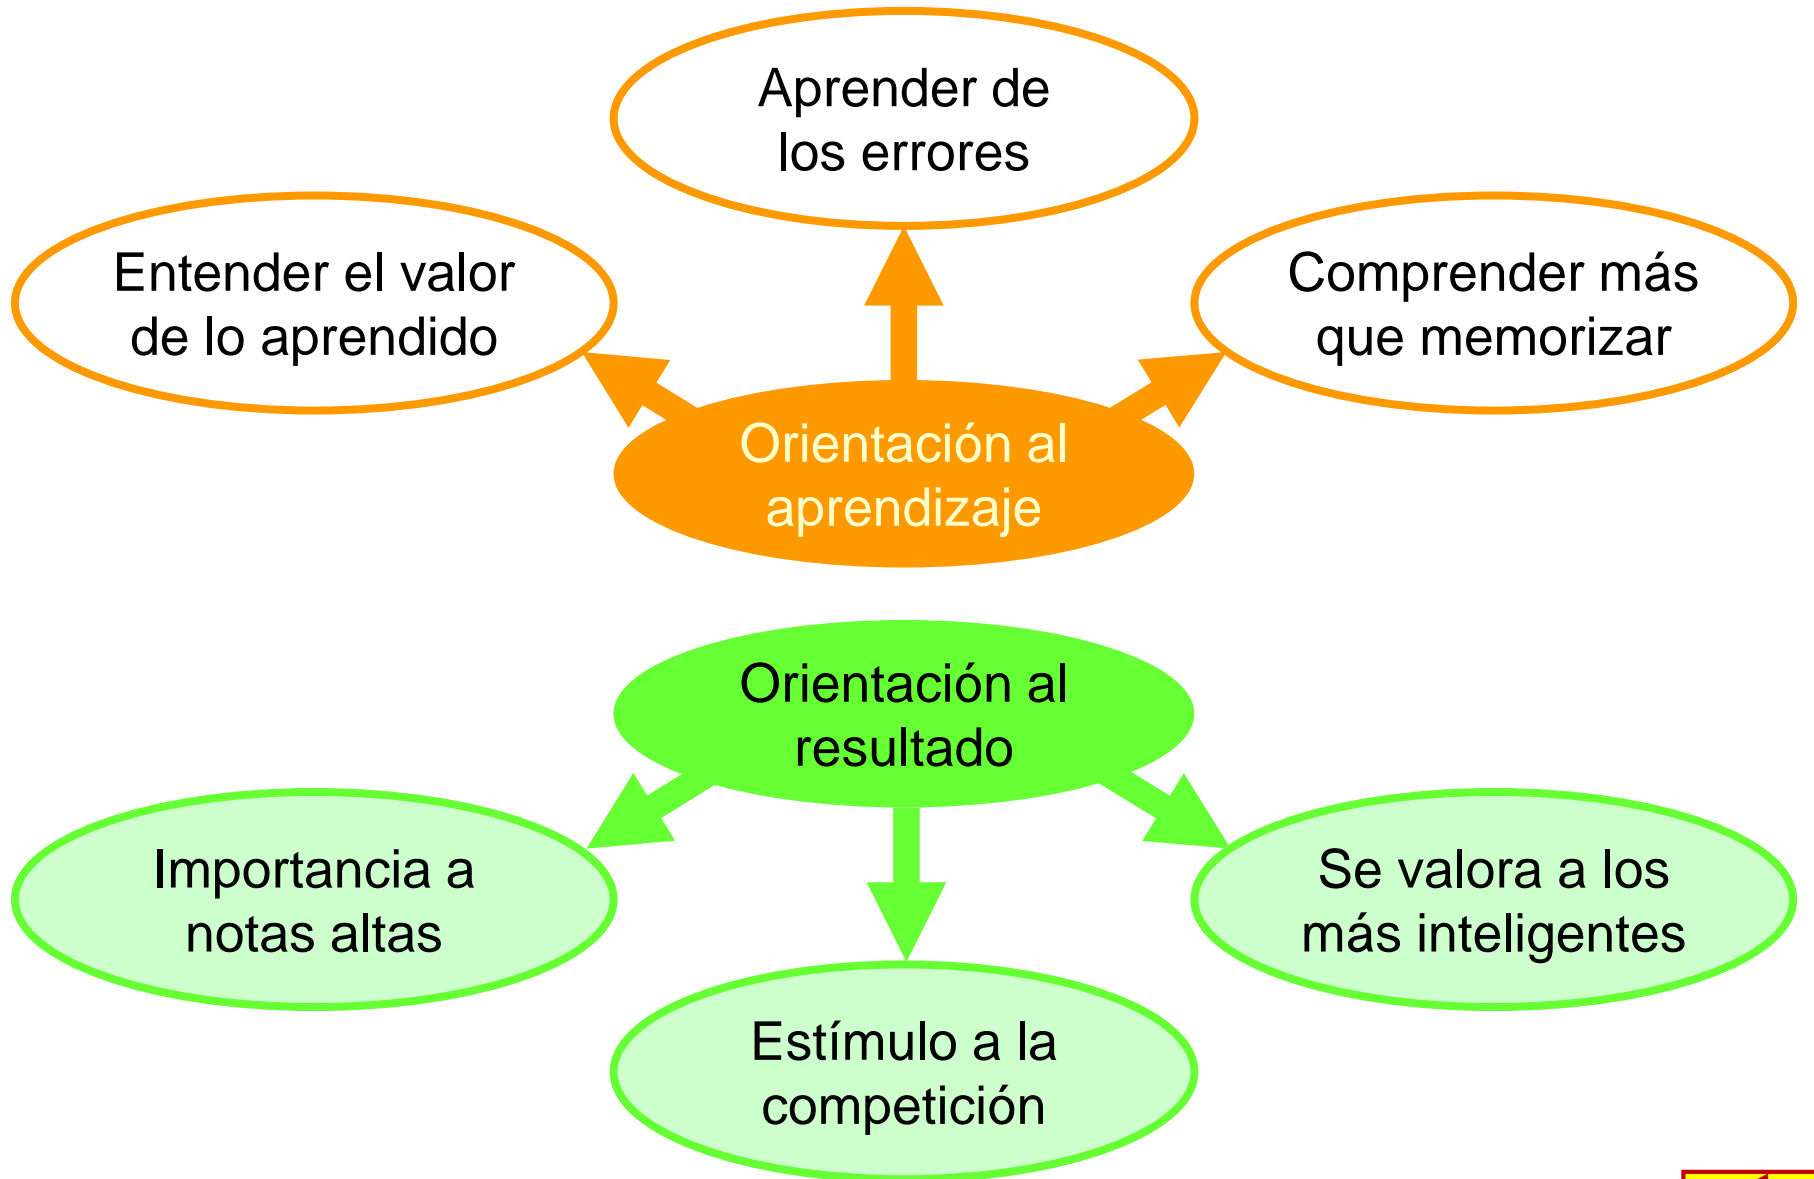 Aprender de
los errores
Entender el valor
de lo aprendido
Comprender más
que memorizar
Orientación al
aprendizaje
Orientación al
resultado
Importancia a
notas altas
Se valora a los
más inteligentes
Estímulo a la
competición